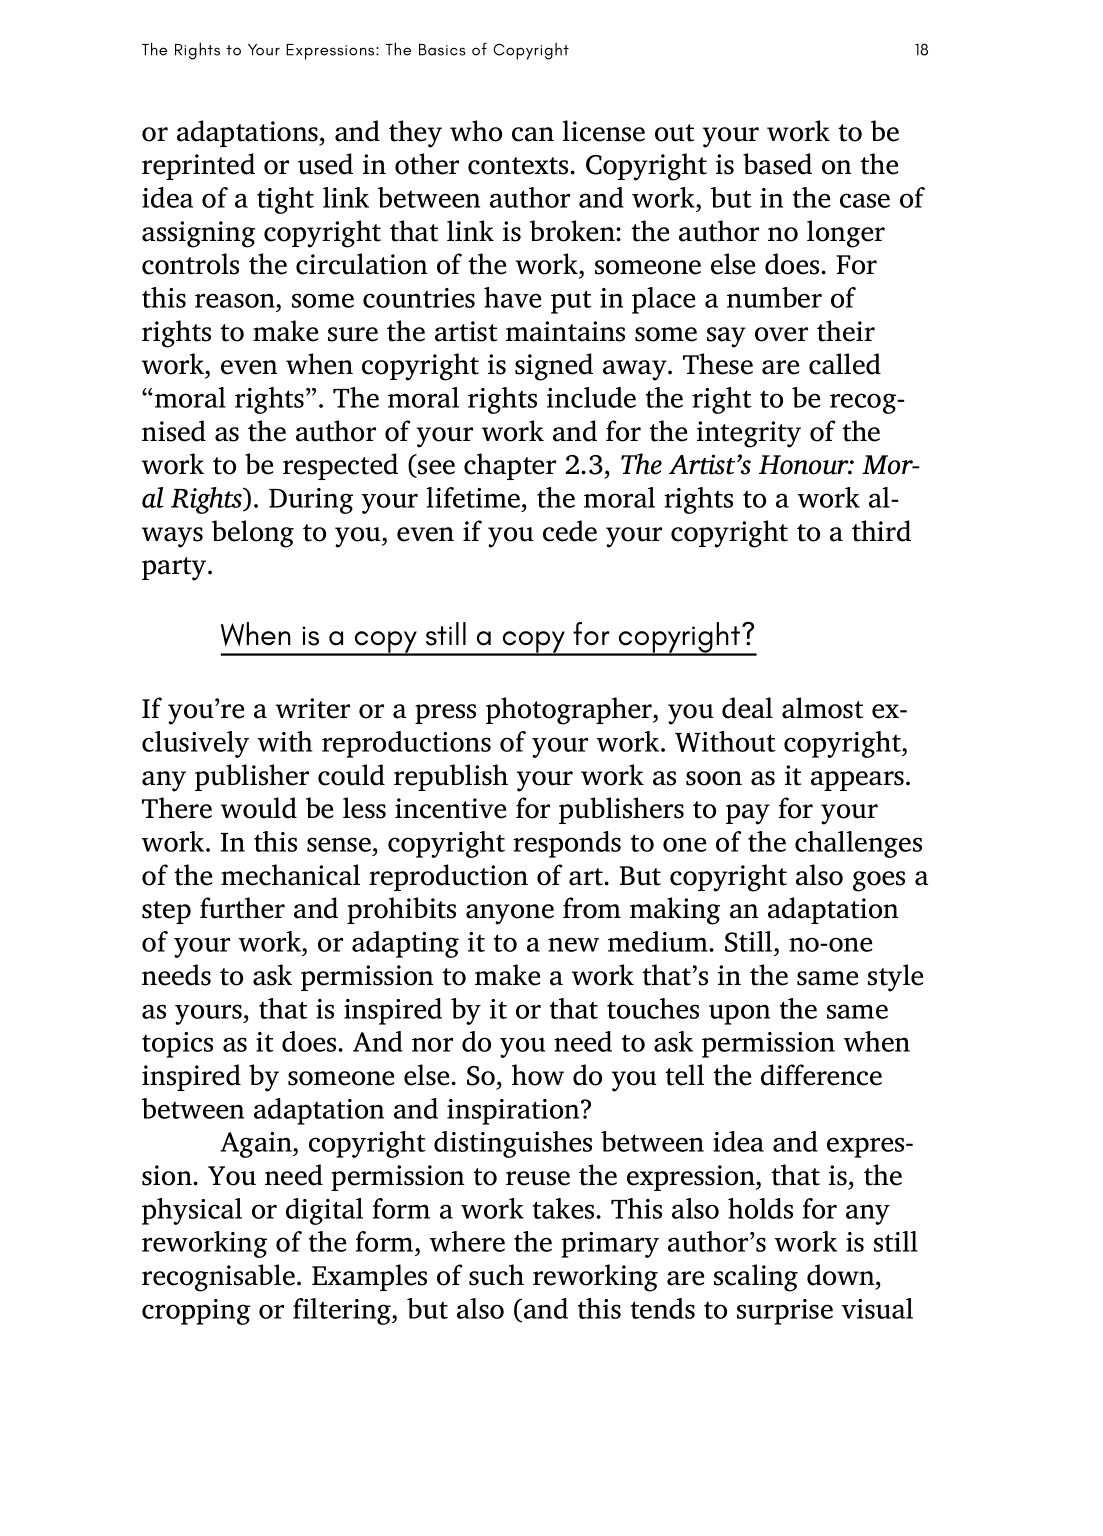 The Rights to Your Expressions: The Basics of Copyright 18
or adaptations, and they who can license out your work to be
reprinted or used in other contexts. Copyright is based on the
idea of a tight link between author and work, but in the case of
assigning copyright that link is broken: the author no longer
controls the circulation of the work, someone else does. For
this reason, some countries have put in place a number of
rights to make sure the artist maintains some say over their
work, even when copyright is signed away. These are called
“moral rights”. The moral rights include the right to be recog-
nised as the author of your work and for the integrity of the
work to be respected (see chapter 2.3, The Artist’s Honour: Mor-
al Rights). During your lifetime, the moral rights to a work al-
ways belong to you, even if you cede your copyright to a third
party.
When is a copy still a copy for copyright?
If you’re a writer or a press photographer, you deal almost ex-
clusively with reproductions of your work. Without copyright,
any publisher could republish your work as soon as it appears.
There would be less incentive for publishers to pay for your
work. In this sense, copyright responds to one of the challenges
of the mechanical reproduction of art. But copyright also goes a
step further and prohibits anyone from making an adaptation
of your work, or adapting it to a new medium. Still, no-one
needs to ask permission to make a work that’s in the same style
as yours, that is inspired by it or that touches upon the same
topics as it does. And nor do you need to ask permission when
inspired by someone else. So, how do you tell the difference
between adaptation and inspiration?
Again, copyright distinguishes between idea and expres-
sion. You need permission to reuse the expression, that is, the
physical or digital form a work takes. This also holds for any
reworking of the form, where the primary author’s work is still
recognisable. Examples of such reworking are scaling down,
cropping or filtering, but also (and this tends to surprise visual